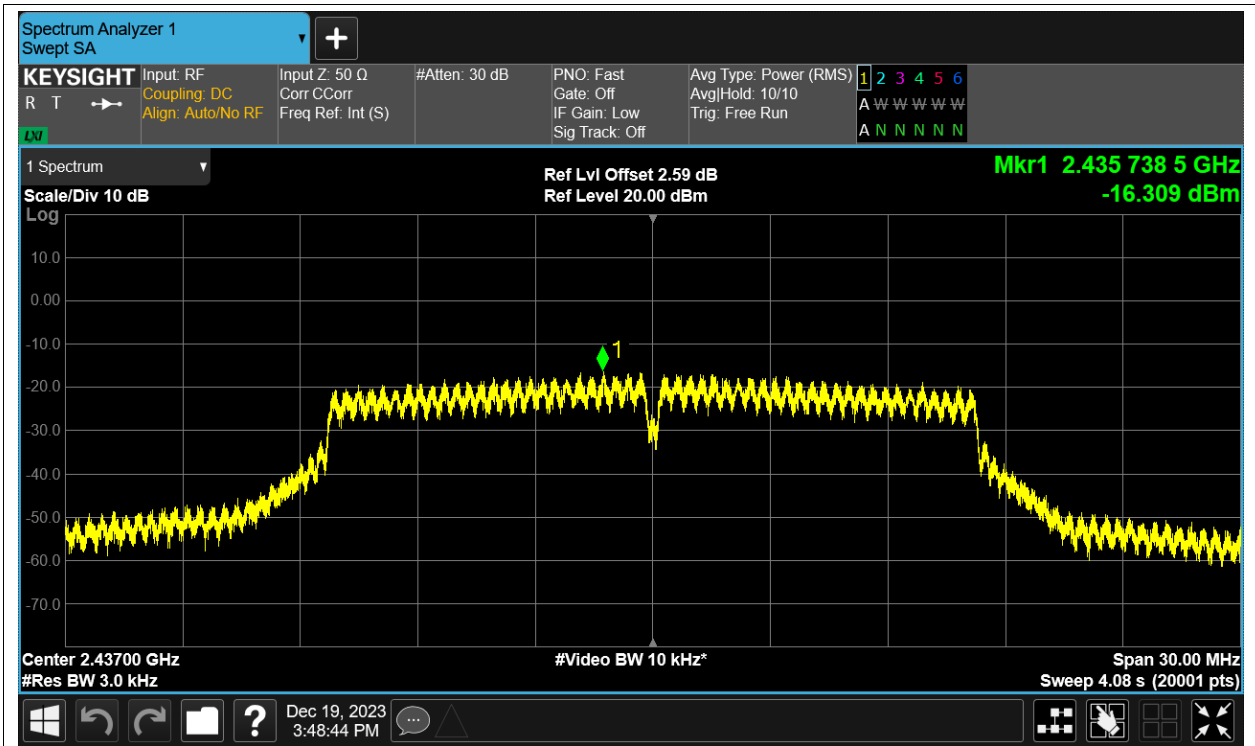 Spectrum Analyzer 1
Swept SA
KEYSIGHT
R T
LXI
Input: RF
Coupling: DC
Align: Auto/No RF
Input Z: 50 Ω
Corr CCorr
Freq Ref: Int (S)
#Atten: 30 dB
PNO: Fast
Gate: Off
IF Gain: Low
Sig Track: Off
Avg Type: Power (RMS)
Avg|Hold: 10/10
Trig: Free Run
1 2 3 4 5 6
A W W W W W
A N N N N N
1 Spectrum
Scale/Div 10 dB
Log
Ref Lvl Offset 2.59 dB
Ref Level 20.00 dBm
Mkr1 2.435 738 5 GHz
-16.309 dBm
10.0
0.00
-10.0
-20.0
-30.0
-40.0
-50.0
-60.0
-70.0
1
Center 2.43700 GHz
#Res BW 3.0 kHz
#Video BW 10 kHz*
Span 30.00 MHz
Sweep 4.08 s (20001 pts)
?
Dec 19, 2023
3:48:44 PM